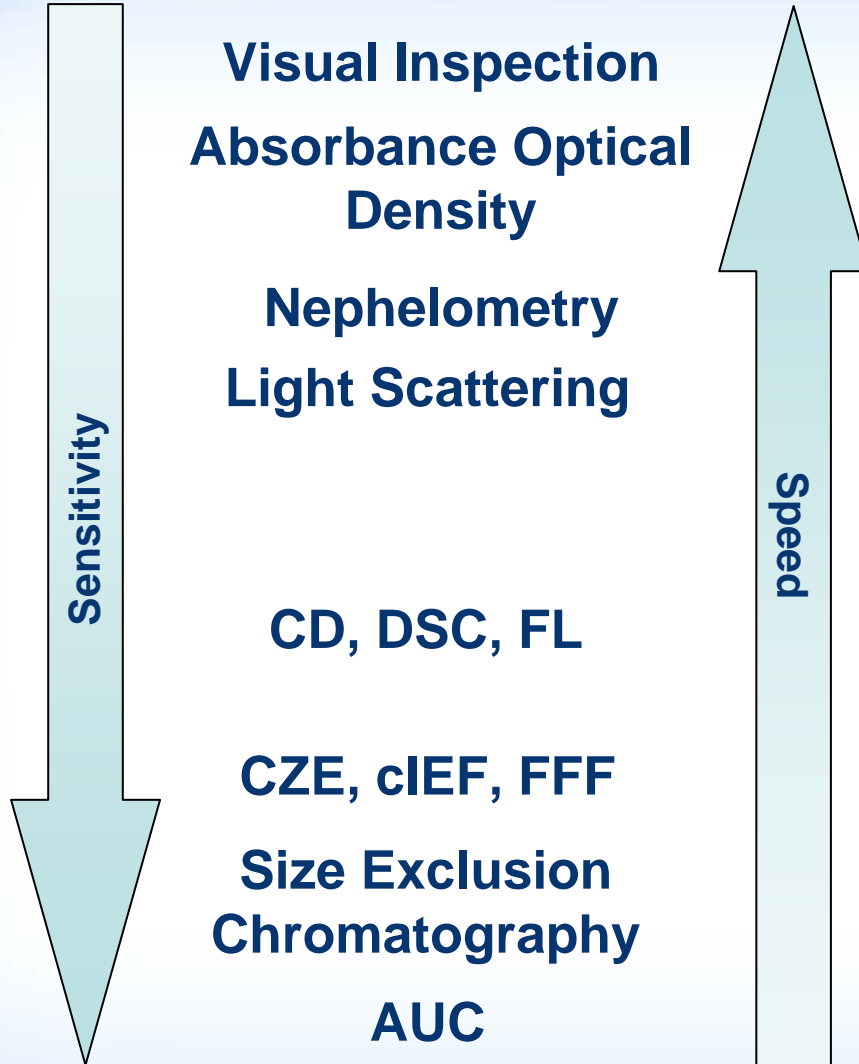 Visual Inspection
Absorbance Optical
Density
Nephelometry
Light Scattering
Sensitivity
Speed
CD, DSC, FL
CZE, cIEF, FFF
Size Exclusion
Chromatography
AUC